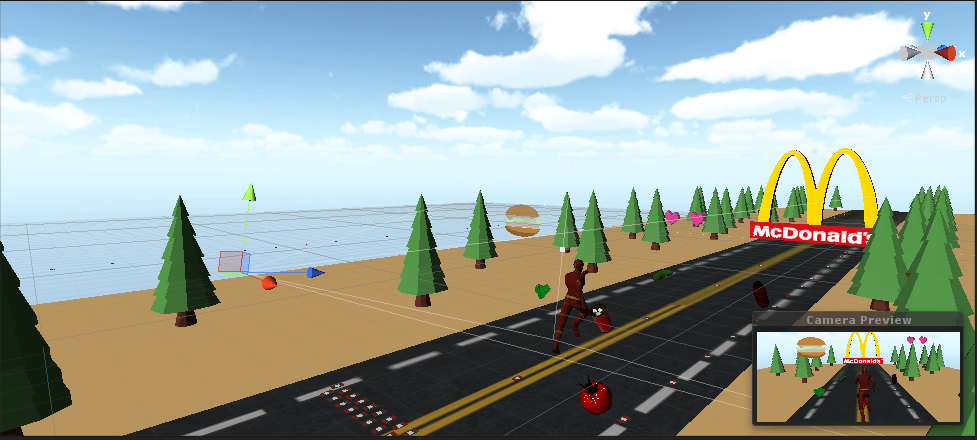 y
x
< Persp
McDonald's
Camera Preview
McDonald's